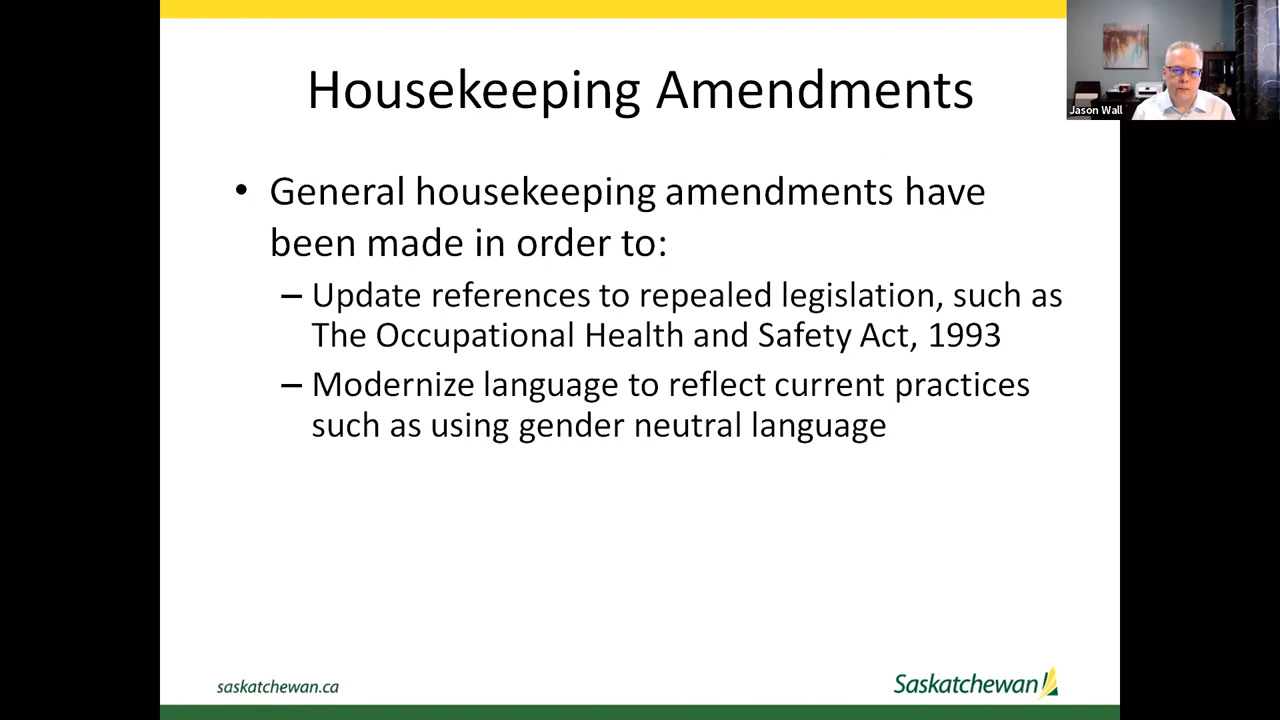 Housekeeping Amendments
Jason Wall
• General housekeeping amendments have
been made in order to:
– Update references to repealed legislation, such as
The Occupational Health and Safety Act, 1993
– Modernize language to reflect current practices
such as using gender neutral language
saskatchewan.ca
Saskatchewan